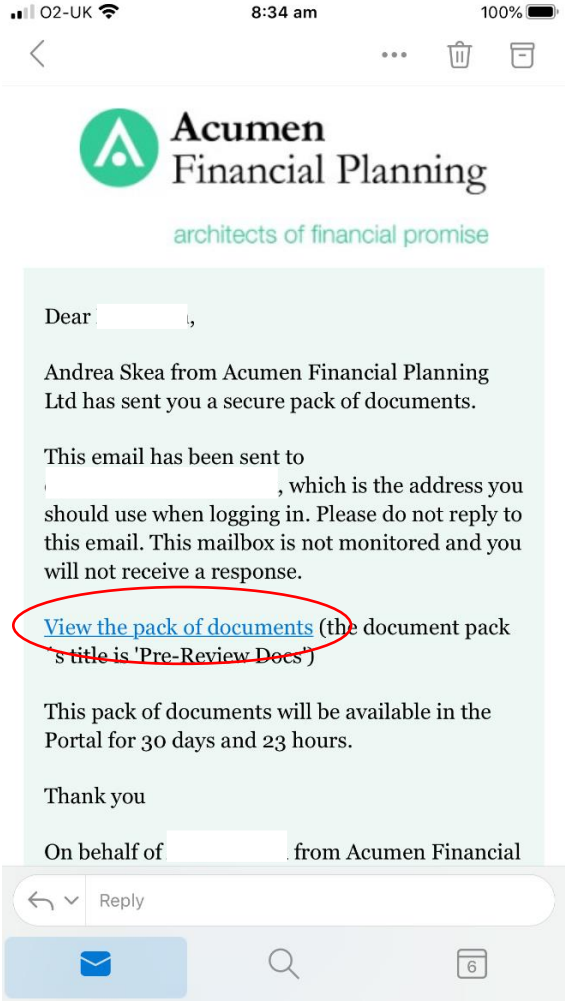 O2-UK 8:34 am 100%
Acumen
Financial Planning
architects of financial promise
Dear ,
Andrea Skea from Acumen Financial Planning
Ltd has sent you a secure pack of documents.
This email has been sent to
, which is the address you
should use when logging in. Please do not reply to
this email. This mailbox is not monitored and you
will not receive a response.
View the pack of documents (the document pack
's title is 'Pre-Review Docs')
This pack of documents will be available in the
Portal for 30 days and 23 hours.
Thank you
On behalf of from Acumen Financial
Reply
6